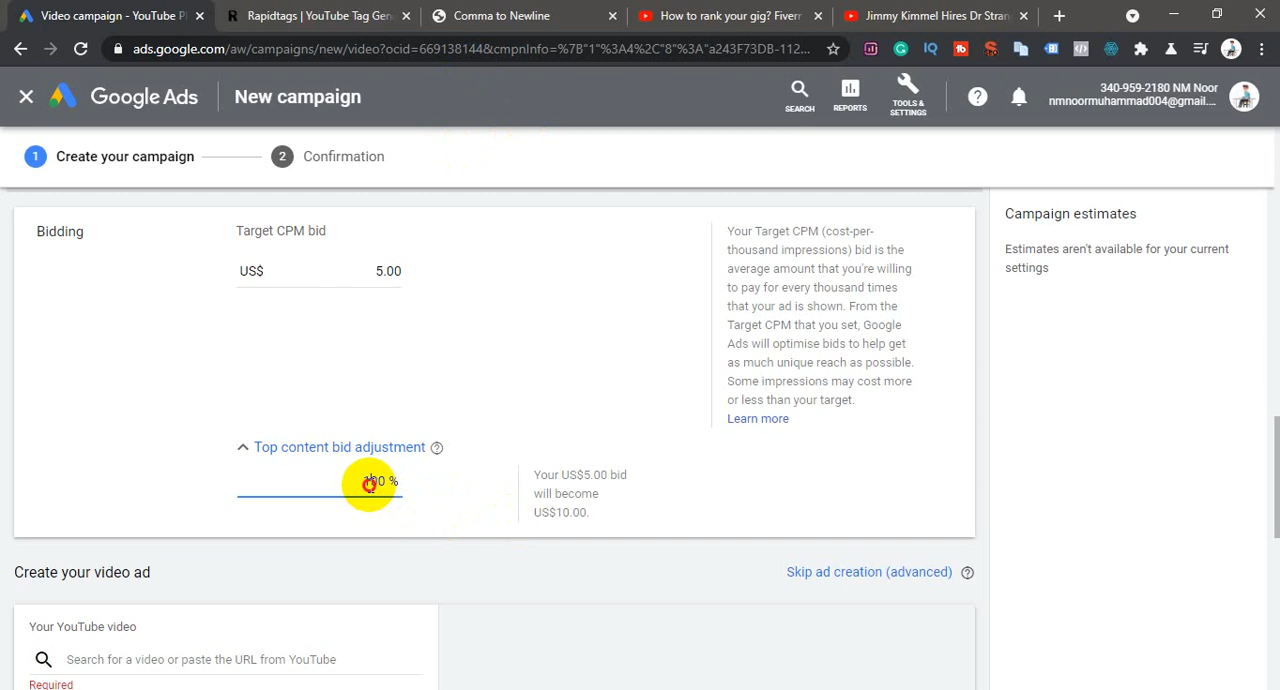 Video campaign - YouTube P
Rapidtags | YouTube Tag Gen
Comma to Newline
How to rank your gig? Fiverr
Jimmy Kimmel Hires Dr Stran
ads.google.com/aw/campaigns/new/video?ocid=669138144&cmpnInfo=%7B"1"%3A4%2C"8"%3A"a243F73DB-112...
Google Ads
New campaign
SEARCH
REPORTS
TOOLS &
SETTINGS
340-959-2180 NM Noor
nmnoormuhammad004@gmail....
1 Create your campaign
2 Confirmation
Bidding
Target CPM bid
US$ 5.00
Your Target CPM (cost-per-
thousand impressions) bid is the
average amount that you're willing
to pay for every thousand times
that your ad is shown. From the
Target CPM that you set, Google
Ads will optimise bids to help get
as much unique reach as possible.
Some impressions may cost more
or less than your target.
Learn more
Top content bid adjustment
100 %
Your US$5.00 bid
will become
US$10.00.
Campaign estimates
Estimates aren't available for your current
settings
Create your video ad
Skip ad creation (advanced)
Your YouTube video
Search for a video or paste the URL from YouTube
Required